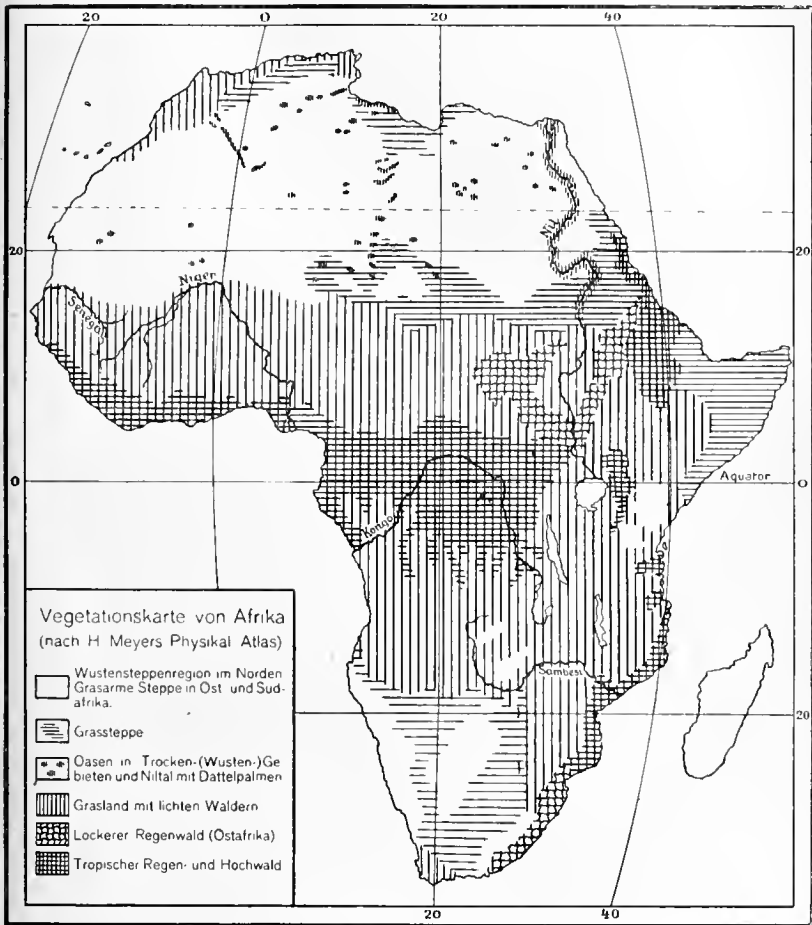 20
0
20
40
20
20
Nil
Niger
Senegal
Aquator
0
0
Kongo
Sambesi
20
20
40
Vegetationskarte von Afrika
(nach H Meyers Physikal Atlas)
Wustensteppenregion im Norden
Grasarme Steppe in Ost und Sud-
afrika.
Grassteppe
Oasen in Trocken-(Wusten-)Ge
bieten und Niltal mit Dattelpalmen
Grasland mit lichten Waldern
Lockerer Regenwald (Ostafrika)
Tropischer Regen- und Hochwald